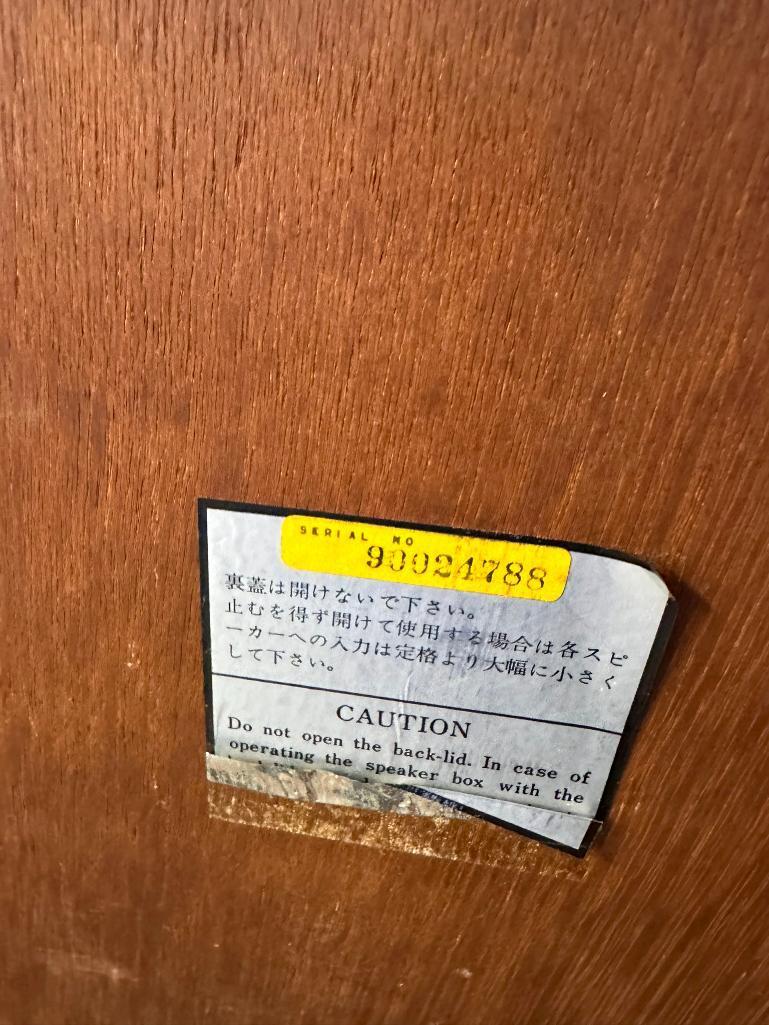 SERIAL NO
90024788
裏蓋は開けないで下さい。
止むを得ず開けて使用する場合は各スピ
ーカーへの入力は定格より大幅に小さく
して下さい。
CAUTION
Do not open the back-lid. In case of
operating the speaker box with the